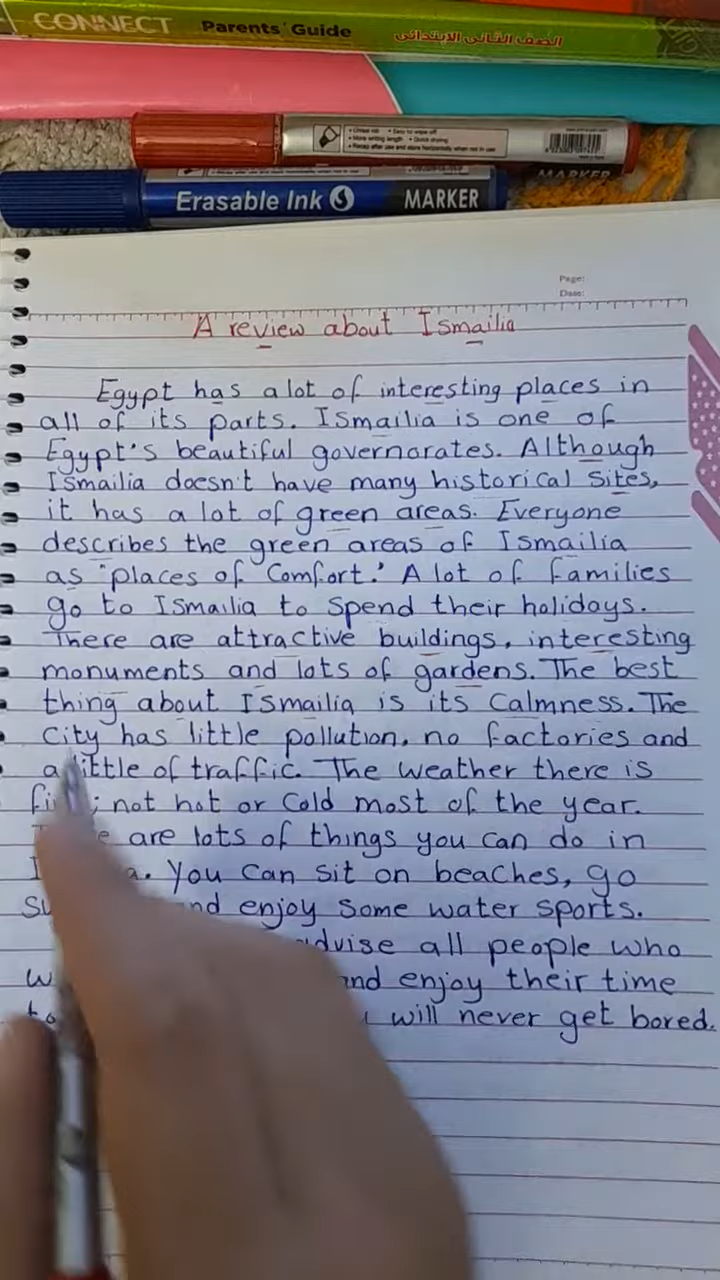 CONNECT Parents' Guide الصف الثاني الابتدائي
Erasable Ink MARKER
MARKER
Page:
Date:
A review about Ismailia
Egypt has a lot of interesting places in
all of its parts. Ismailia is one of
Egypt's beautiful governorates. Although
Ismailia doesn't have many historical sites,
it has a lot of green areas. Everyone
describes the green areas of Ismailia
as "places of Comfort." A lot of families
go to Ismailia to spend their holidays.
There are attractive buildings, interesting
monuments and lots of gardens. The best
thing about Ismailia is its Calmness. The
City has little pollution, no factories and
a little of traffic. The weather there is
not hot or Cold most of the year.
are lots of things you can do in
You Can sit on beaches, go
enjoy some water sports.
all people who
and enjoy their time
will never get bored.